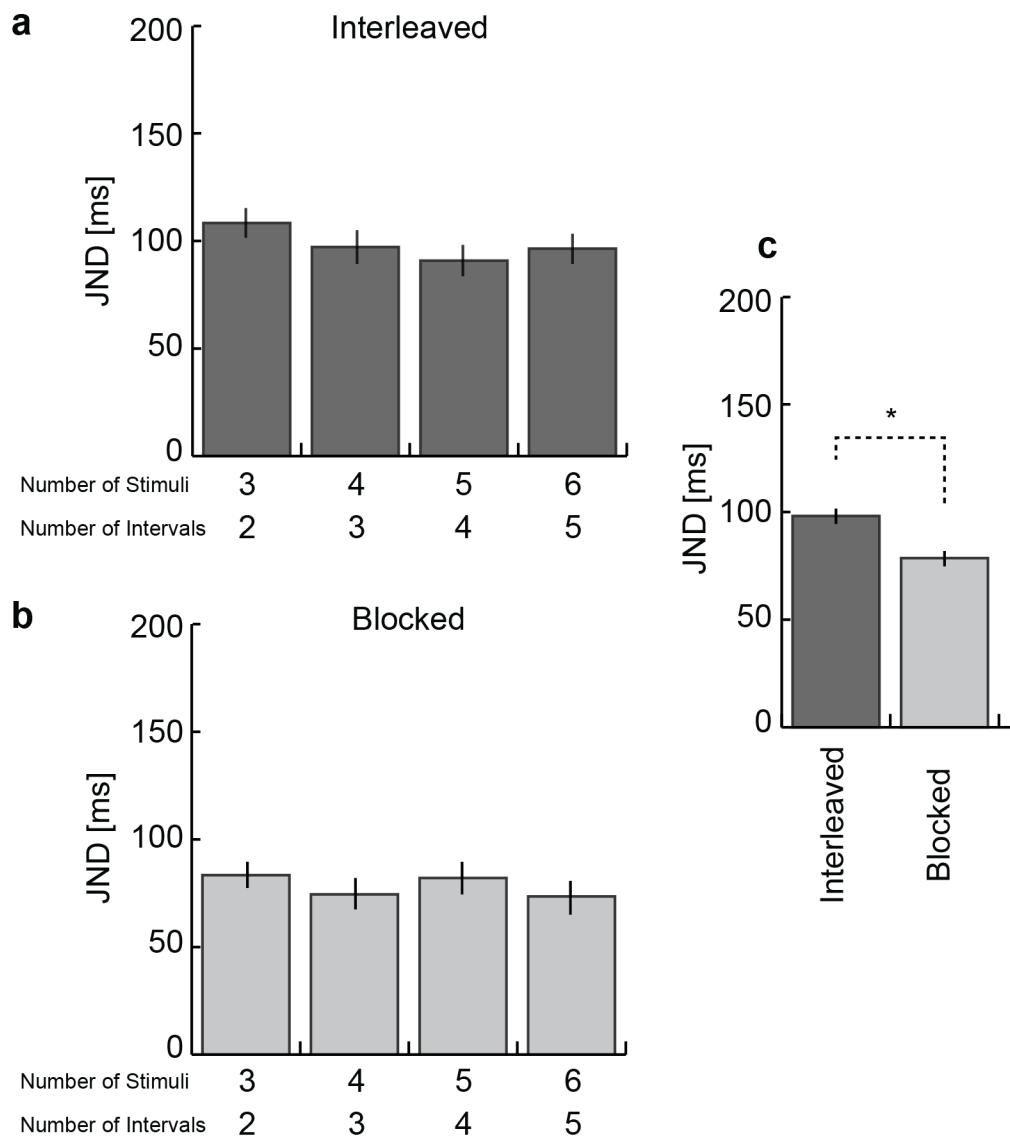 a
Interleaved
200
150
100
50
0
JND [ms]
Number of Stimuli 3 4 5 6
Number of Intervals 2 3 4 5
b
Blocked
200
150
100
50
0
JND [ms]
Number of Stimuli 3 4 5 6
Number of Intervals 2 3 4 5
c
200
150
100
50
0
JND [ms]
*
Interleaved
Blocked